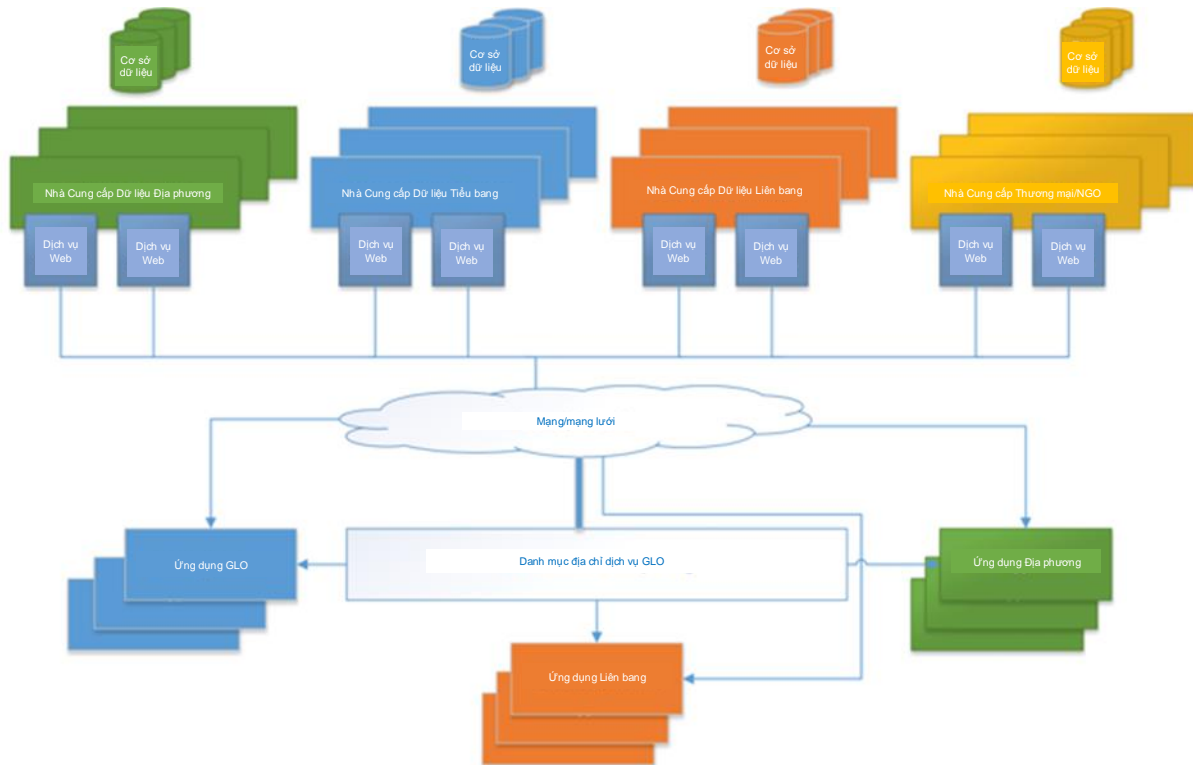 Cơ sở
dữ liệu
Cơ sở
dữ liệu
Cơ sở
dữ liệu
Cơ sở
dữ liệu
Nhà Cung cấp Dữ liệu Địa phương
Nhà Cung cấp Dữ liệu Tiểu bang
Nhà Cung cấp Dữ liệu Liên bang
Nhà Cung cấp Thương mại/NGO
Dịch vụ
Web
Dịch vụ
Web
Dịch vụ
Web
Dịch vụ
Web
Dịch vụ
Web
Dịch vụ
Web
Dịch vụ
Web
Dịch vụ
Web
Mạng/mạng lưới
Ứng dụng GLO
Danh mục địa chỉ dịch vụ GLO
Ứng dụng Địa phương
Ứng dụng Liên bang